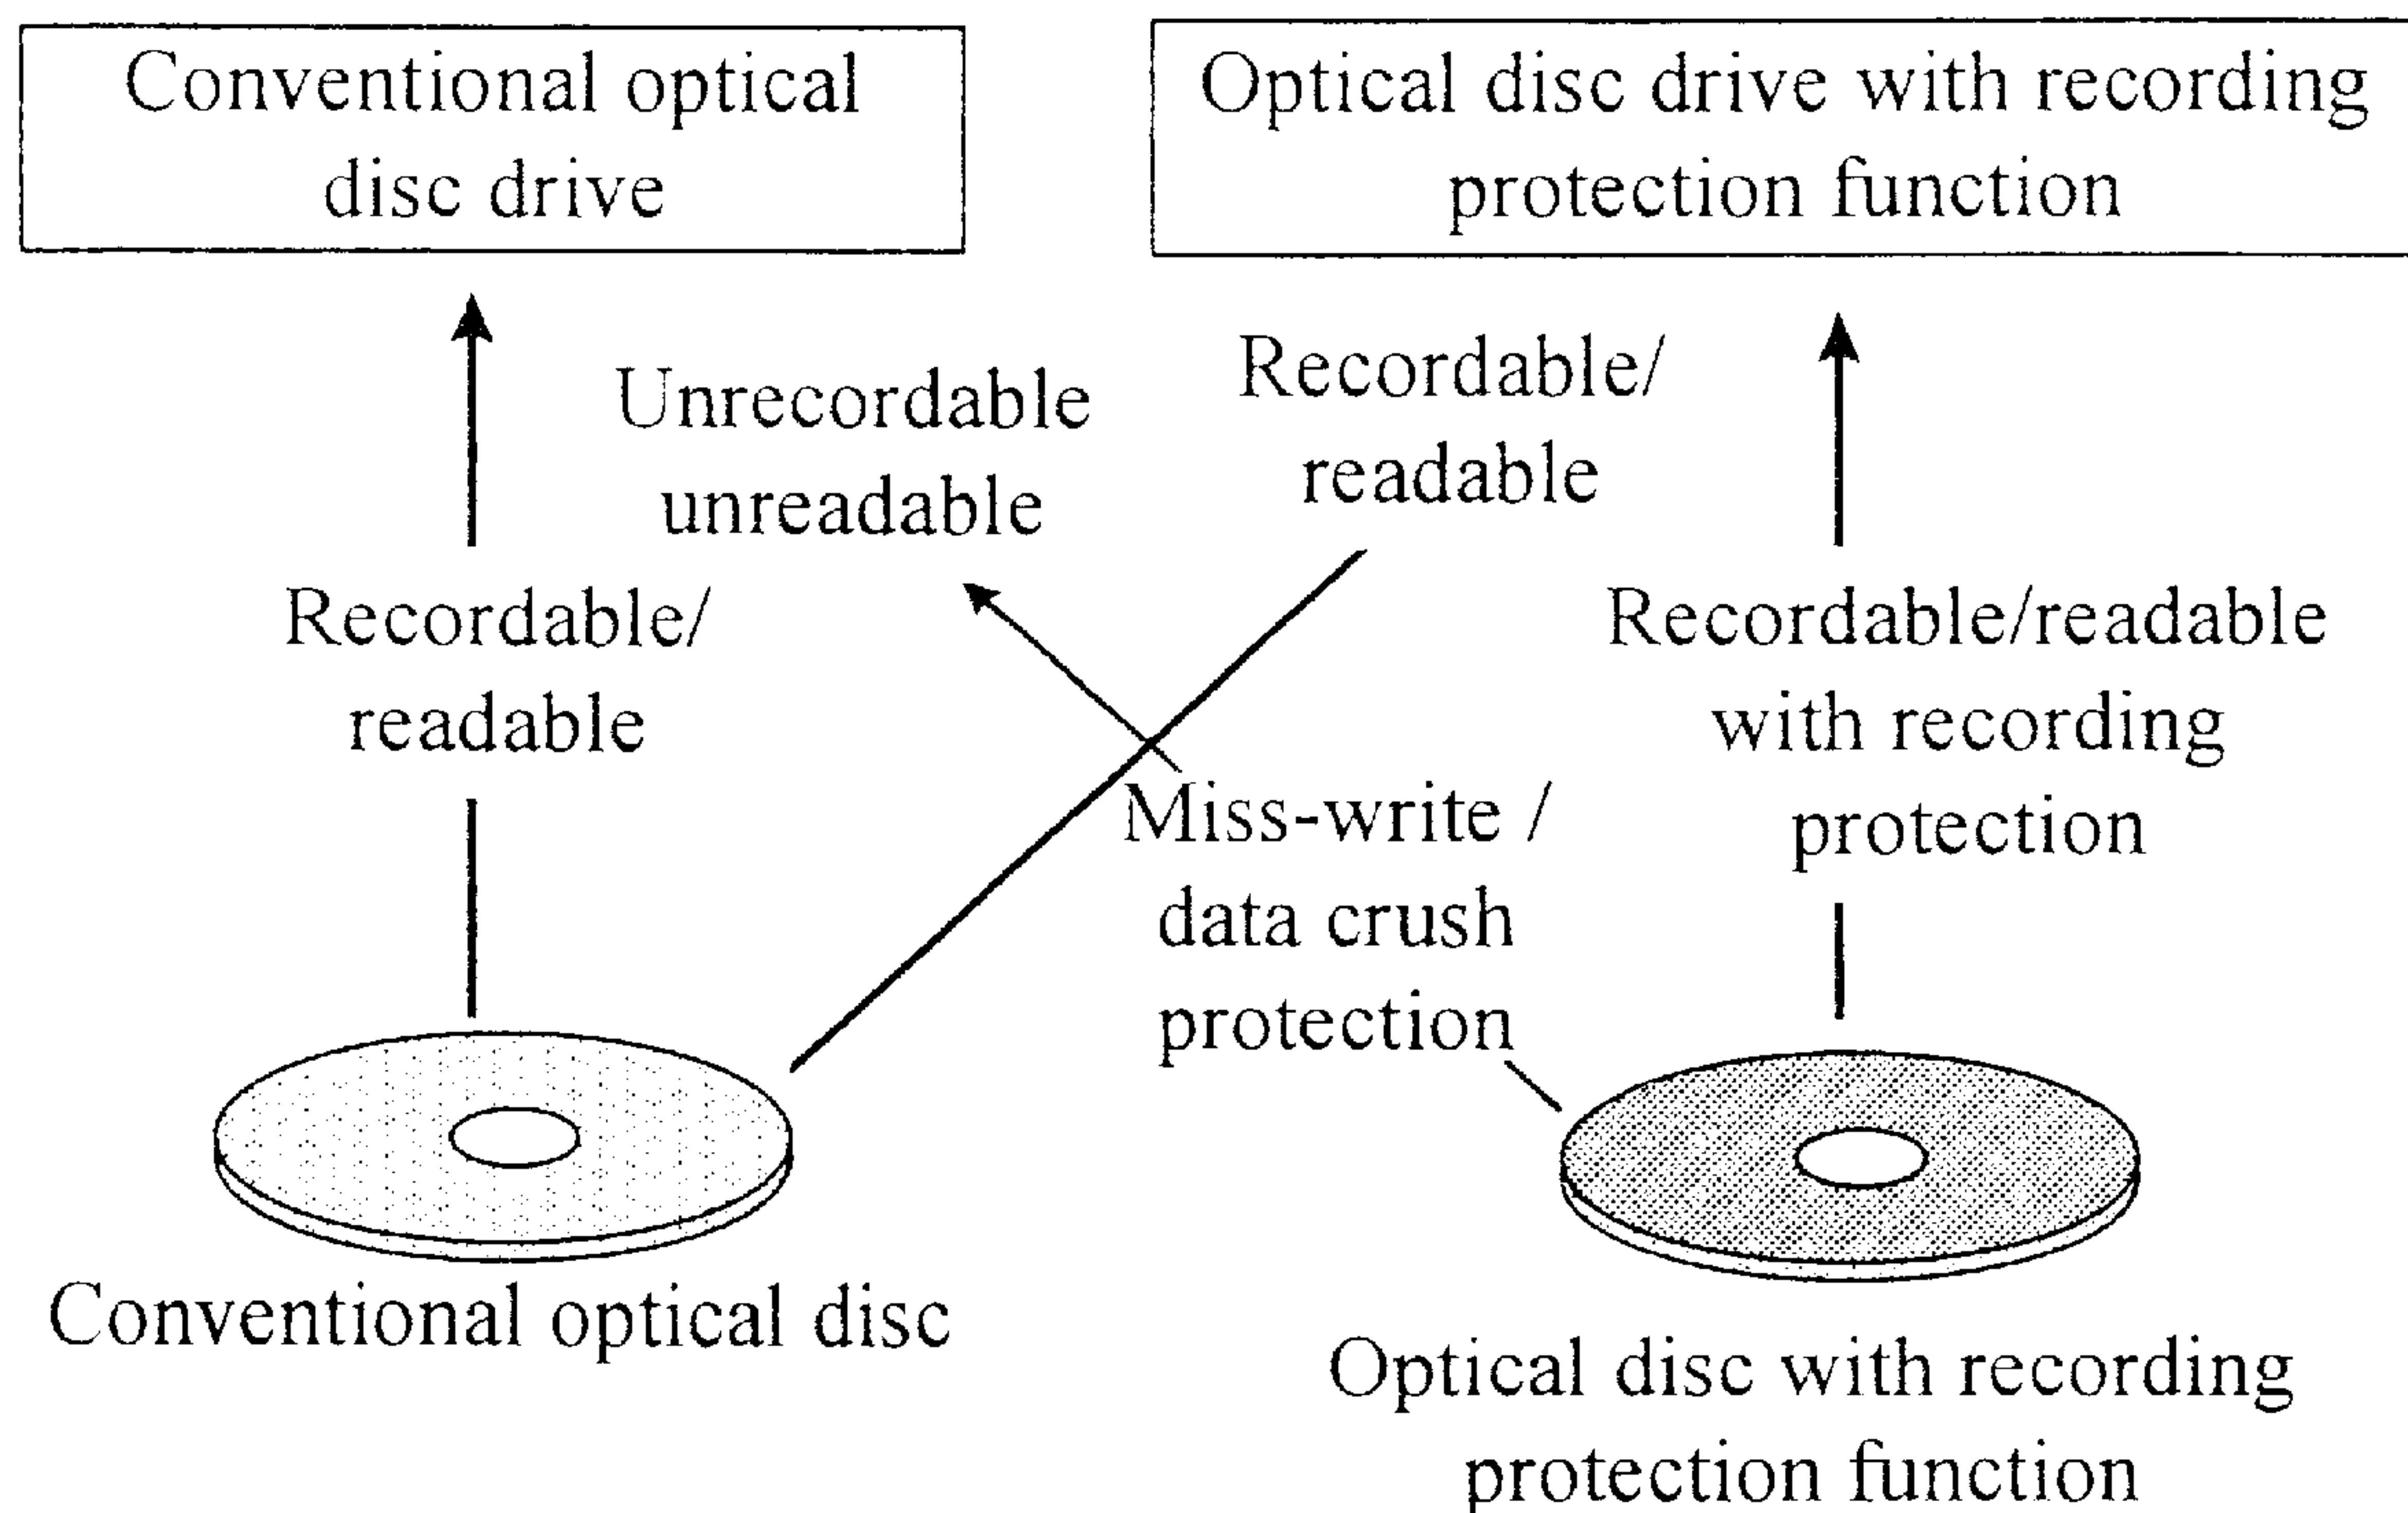 Conventional optical
disc drive
Optical disc drive with recording
protection function
Unrecordable
unreadable
Recordable/
readable
Recordable/
readable
Recordable/readable
with recording
protection
Miss-write /
data crush
protection
Conventional optical disc
Optical disc with recording
protection function